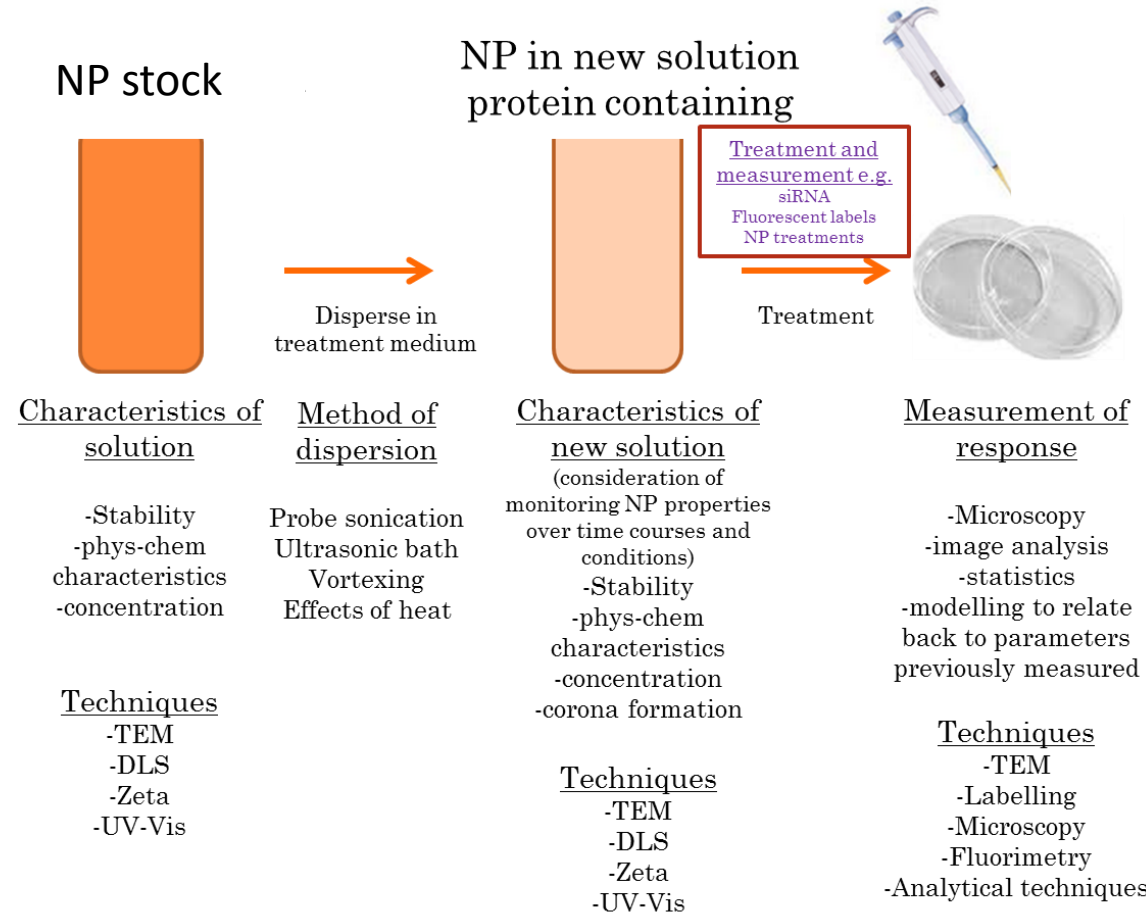 NP stock
NP in new solution
protein containing
Treatment and
measurement e.g.
siRNA
Fluorescent labels
NP treatments
Disperse in
treatment medium
Treatment
Characteristics of
solution
-Stability
-phys-chem
characteristics
-concentration
Techniques
-TEM
-DLS
-Zeta
-UV-Vis
Method of
dispersion
Probe sonication
Ultrasonic bath
Vortexing
Effects of heat
Characteristics of
new solution
(consideration of
monitoring NP properties
over time courses and
conditions)
-Stability
-phys-chem
characteristics
-concentration
-corona formation
Techniques
-TEM
-DLS
-Zeta
-UV-Vis
Measurement of
response
-Microscopy
-image analysis
-statistics
-modelling to relate
back to parameters
previously measured
Techniques
-TEM
-Labelling
-Microscopy
-Fluorimetry
-Analytical techniques